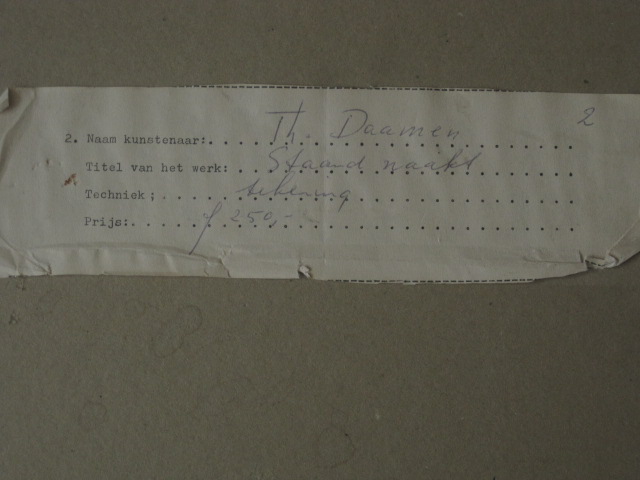 2
2. Naam kunstenaar: Th. Daamen
Titel van het werk: Staand naakt
Techniek; tekening
Prijs: ƒ 250,-